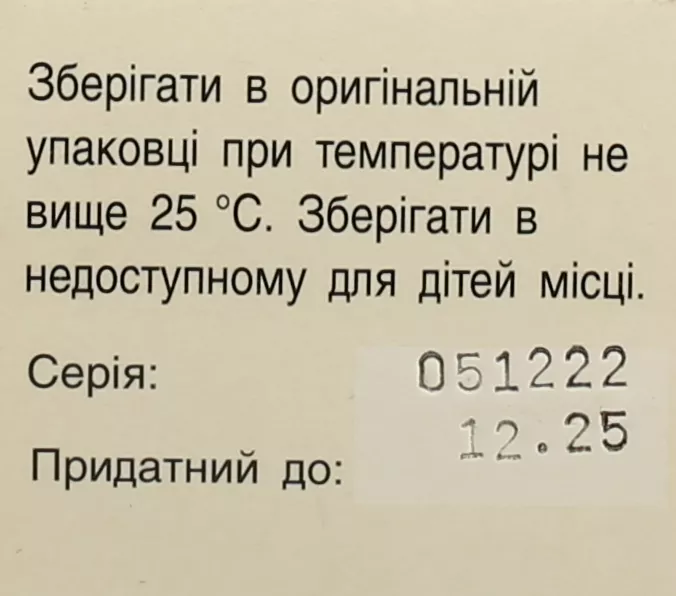 Зберігати в оригінальній
упаковці при температурі не
вище 25 °C. Зберігати в
недоступному для дітей місці.
Серія: 051222
Придатний до: 12.25